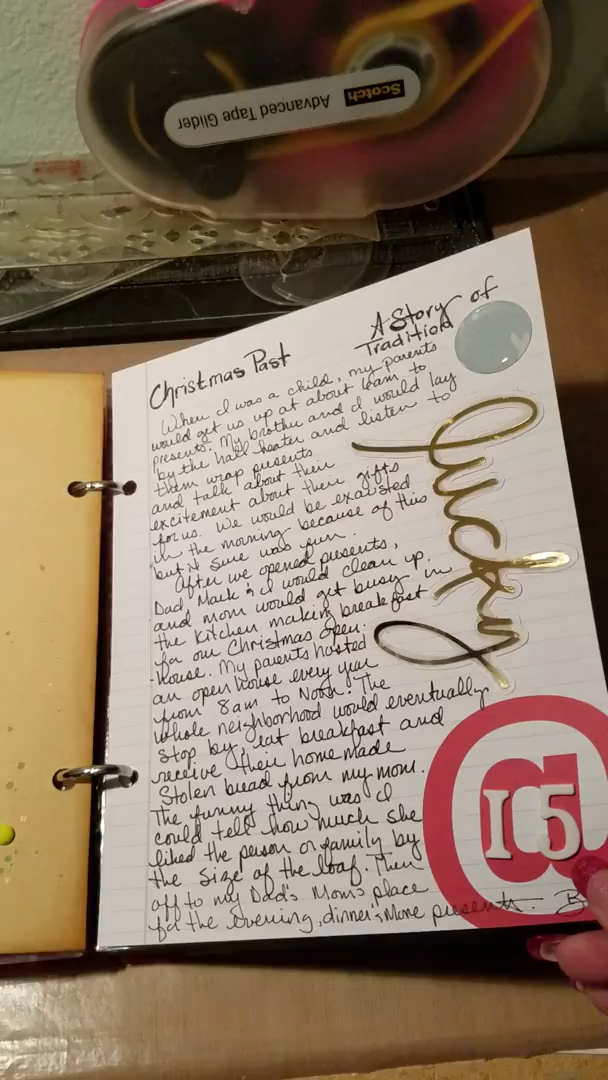 Scotch
Advanced Tape Glider
A Story of
Tradition
Christmas Past
When I was a child, my parents
would get us up at about 6am to
presents. My brother and I would lay
by the hall heater and listen to
them wrap presents
and talk about their
excitement about their gifts
for us. We would be exausted
in the morning because of this
but it sure was fun.
After we opened presents,
Dad, Mark & I would clean up
and mom would get busy in
the kitchen making breakfast
for our Christmas open
house. My parents hosted
an open house every year
from 8am to Noon. The
whole neighborhood would eventually
stop by, eat breakfast and
receive their homemade
Stolen bread from my mom.
The funny thing was I
could tell how much she
liked the person or family by
the size of the loaf. Then
off to my Dad's Mom's place
for the evening, dinner & more presents. B
lucky
@
15